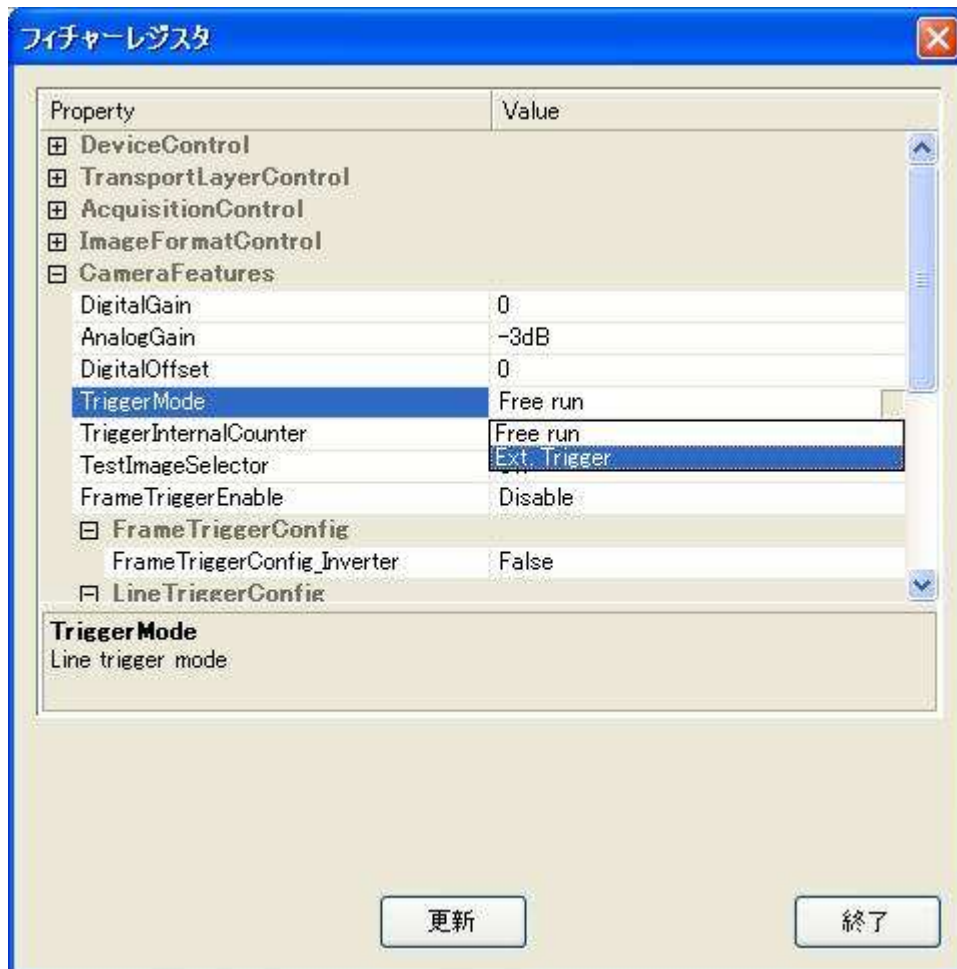 フィチャーレジスタ
Property Value
DeviceControl
TransportLayerControl
AcquisitionControl
ImageFormatControl
CameraFeatures
DigitalGain 0
AnalogGain -3dB
DigitalOffset 0
TriggerMode Free run
TriggerInternalCounter Free run
TestImageSelector Ext. Trigger
FrameTriggerEnable Disable
FrameTriggerConfig
FrameTriggerConfig_Inverter False
LineTriggerConfig
TriggerMode
Line trigger mode
更新 終了